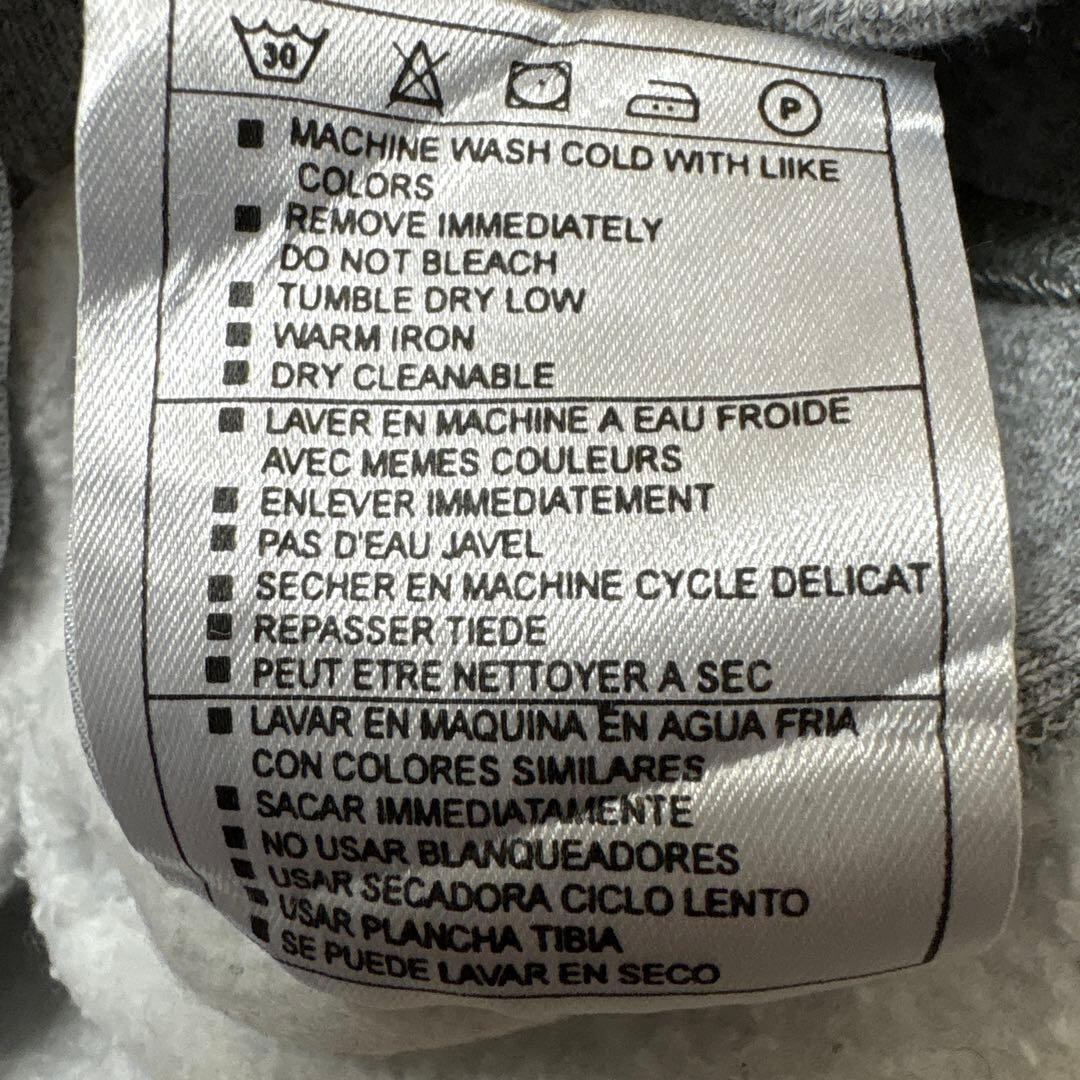 30
P
MACHINE WASH COLD WITH LIIKE
COLORS
REMOVE IMMEDIATELY
DO NOT BLEACH
TUMBLE DRY LOW
WARM IRON
DRY CLEANABLE
LAVER EN MACHINE A EAU FROIDE
AVEC MEMES COULEURS
ENLEVER IMMEDIATEMENT
PAS D'EAU JAVEL
SECHER EN MACHINE CYCLE DELICAT
REPASSER TIEDE
PEUT ETRE NETTOYER A SEC
LAVAR EN MAQUINA EN AGUA FRIA
CON COLORES SIMILARES
SACAR IMMEDIATAMENTE
NO USAR BLANQUEADORES
USAR SECADORA CICLO LENTO
USAR PLANCHA TIBIA
SE PUEDE LAVAR EN SECO